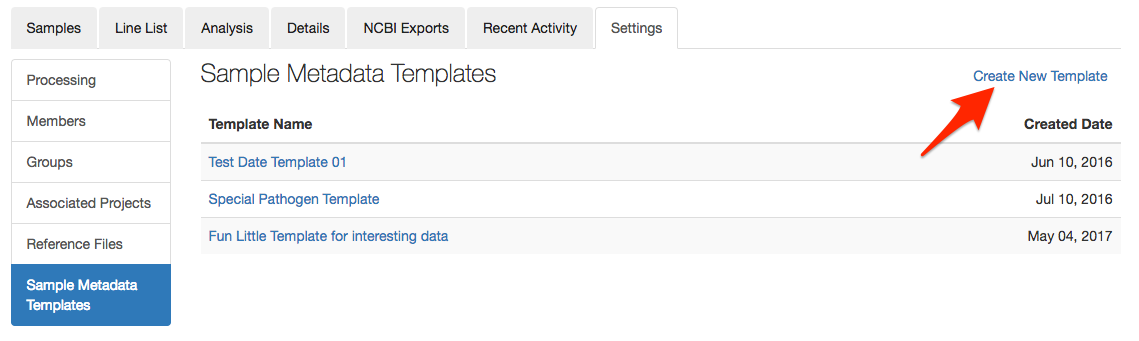 Samples Line List Analysis Details NCBI Exports Recent Activity Settings
Processing
Members
Groups
Associated Projects
Reference Files
Sample Metadata
Templates
Sample Metadata Templates
Create New Template
Template Name Created Date
Test Date Template 01 Jun 10, 2016
Special Pathogen Template Jul 10, 2016
Fun Little Template for interesting data May 04, 2017